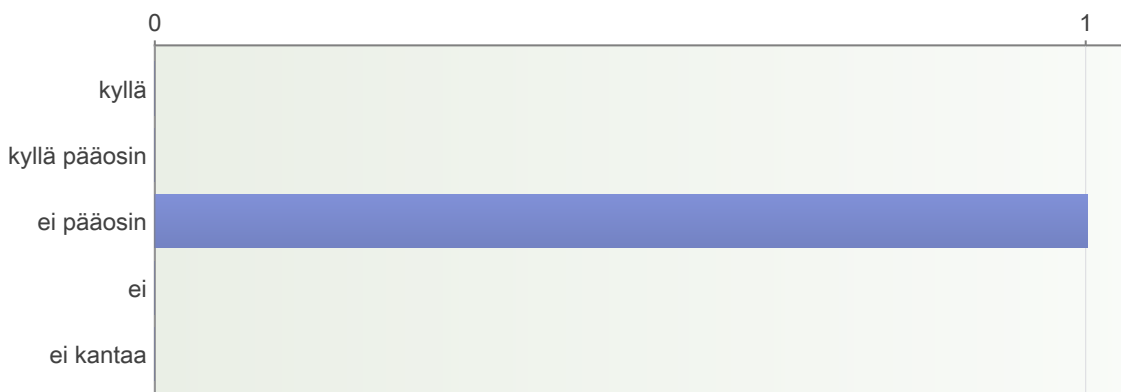 0 1
kyllä
kyllä pääosin
ei pääosin
ei
ei kantaa